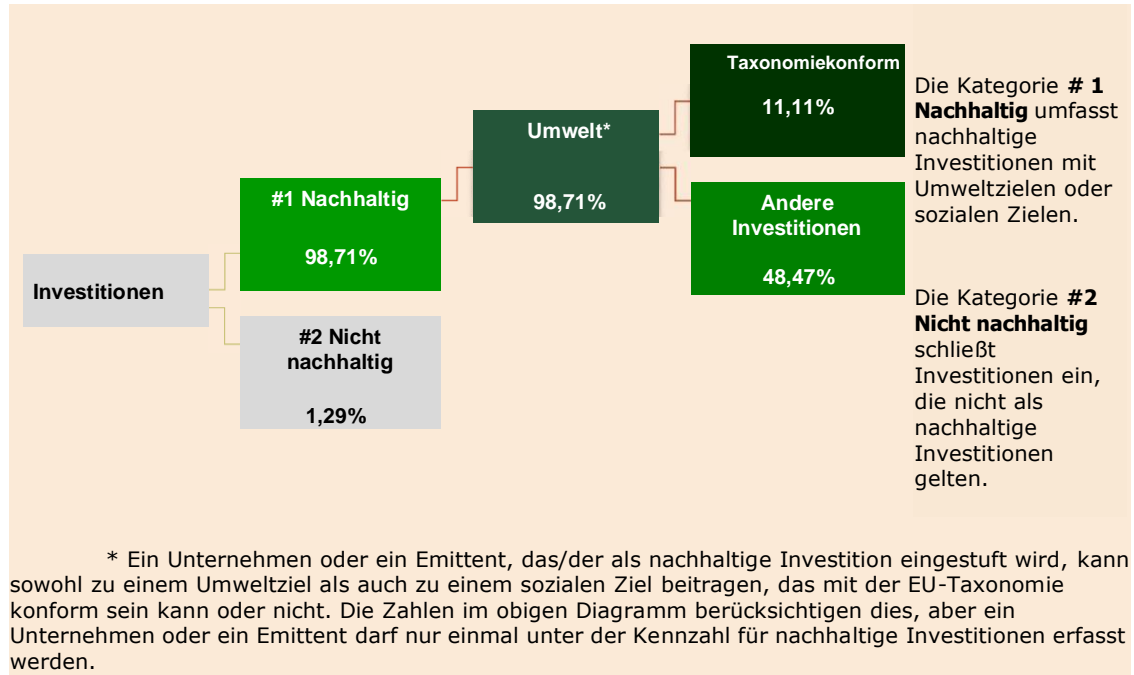 Investitionen
#1 Nachhaltig
98,71%
#2 Nicht
nachhaltig
1,29%
Umwelt*
98,71%
Taxonomiekonform
11,11%
Andere
Investitionen
48,47%
Die Kategorie # 1
Nachhaltig umfasst
nachhaltige
Investitionen mit
Umweltzielen oder
sozialen Zielen.
Die Kategorie #2
Nicht nachhaltig
schließt
Investitionen ein,
die nicht als
nachhaltige
Investitionen
gelten.
* Ein Unternehmen oder ein Emittent, das/der als nachhaltige Investition eingestuft wird, kann
sowohl zu einem Umweltziel als auch zu einem sozialen Ziel beitragen, das mit der EU-Taxonomie
konform sein kann oder nicht. Die Zahlen im obigen Diagramm berücksichtigen dies, aber ein
Unternehmen oder ein Emittent darf nur einmal unter der Kennzahl für nachhaltige Investitionen erfasst
werden.